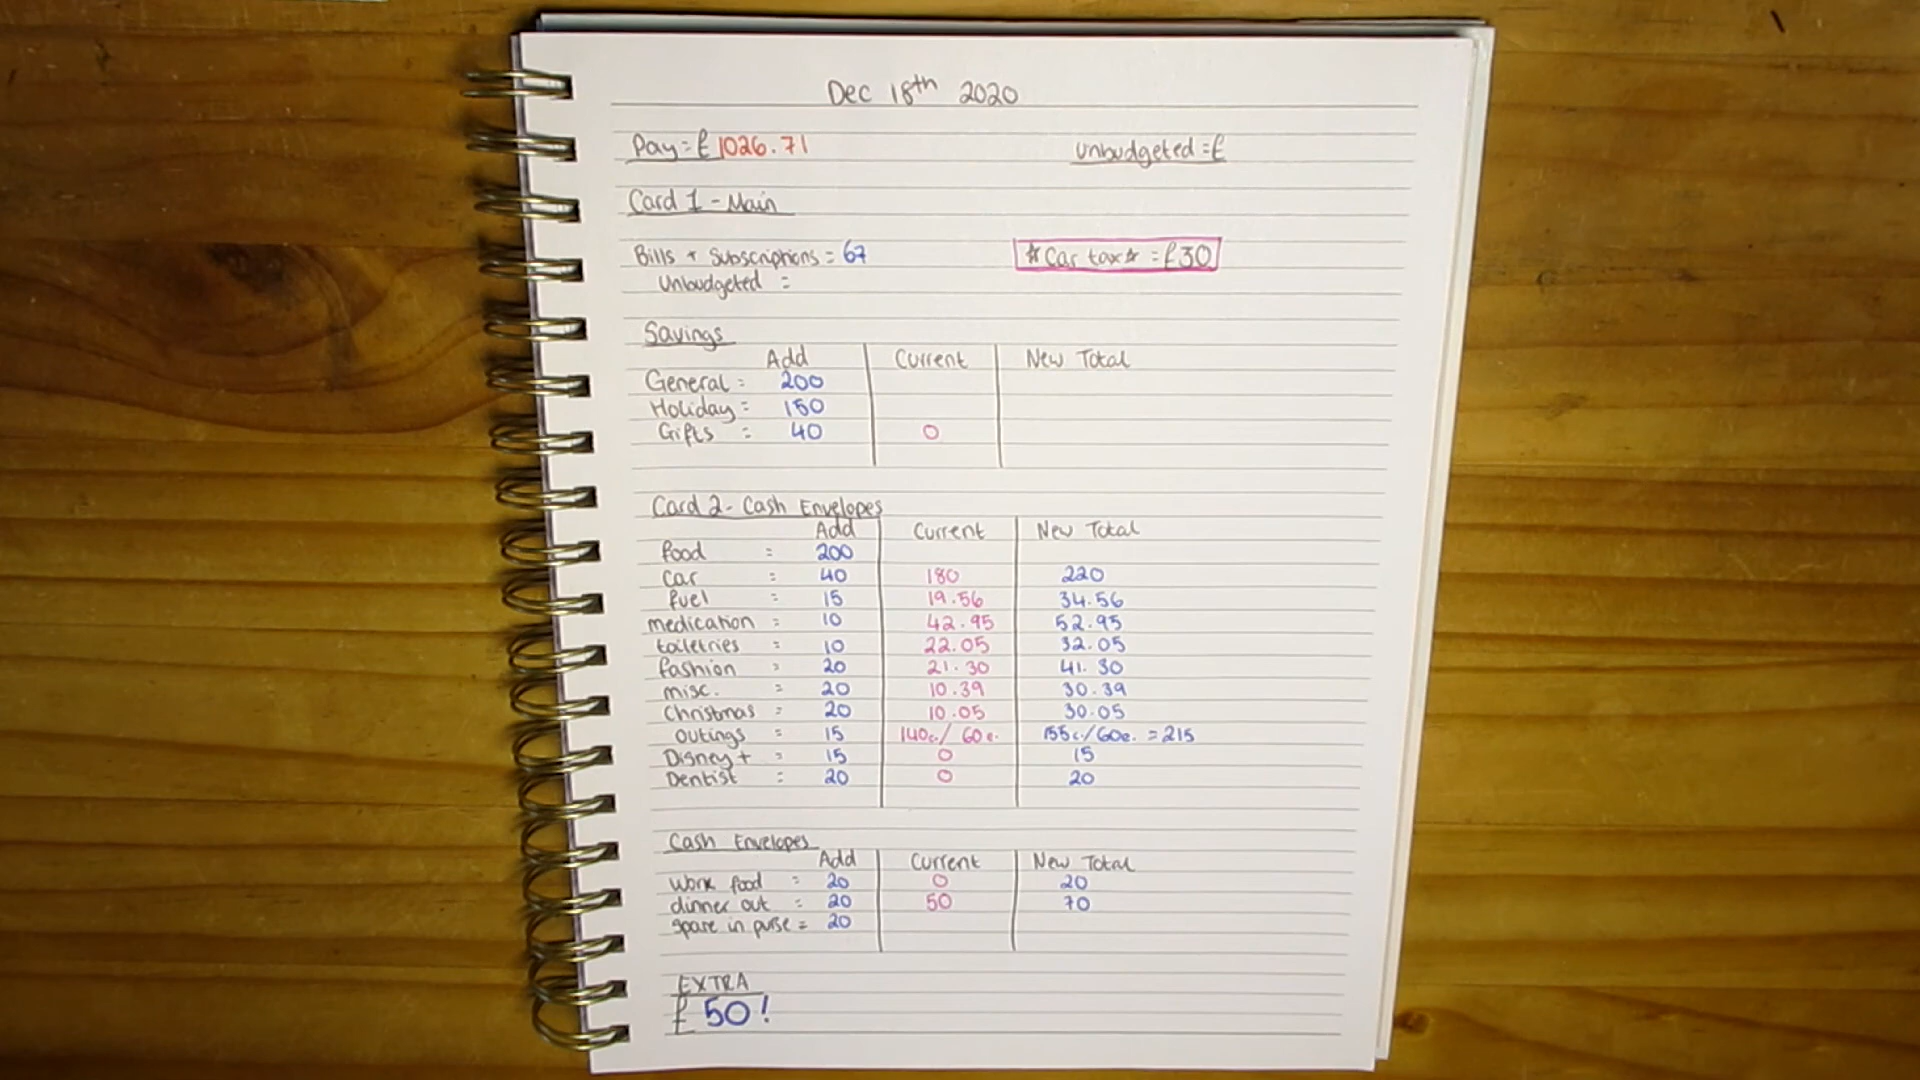 Dec 18th 2020
Pay = £1026.71 unbudgeted = £
Card 1 - Main
Bills + Subscriptions = 67 ☆Car tax☆ = £30
Unbudgeted =
Savings
Add Current New Total
General = 200
Holiday = 150
Gifts = 40 0
Card 2 - Cash Envelopes
Add Current New Total
food = 200
car = 40 180 220
fuel = 15 19.56 34.56
medication = 10 42.95 52.95
toiletries = 10 22.05 32.05
fashion = 20 21.30 41.30
misc. = 20 10.39 30.39
Christmas = 20 10.05 30.05
outings = 15 140c./60e. 155c./60e. = 215
Disney+ = 15 0 15
Dentist = 20 0 20
Cash Envelopes
Add Current New Total
work food = 20 0 20
dinner out = 20 50 70
spare in purse = 20
EXTRA
£50!